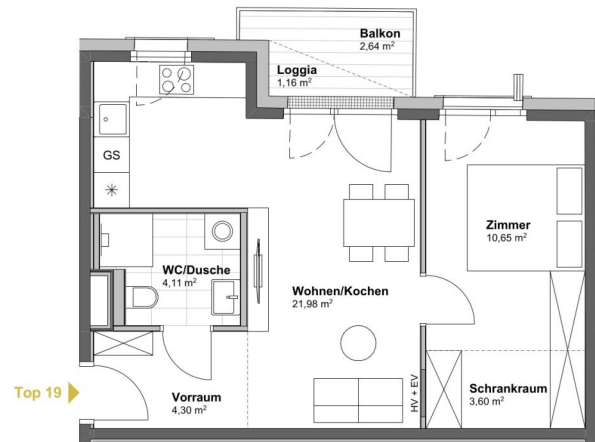 Balkon
2,64 m²
Loggia
1,16 m²
GS
Zimmer
10,65 m²
WC/Dusche
4,11 m²
Wohnen/Kochen
21,98 m²
Top 19
Vorraum
4,30 m²
HV + EV
Schrankraum
3,60 m²